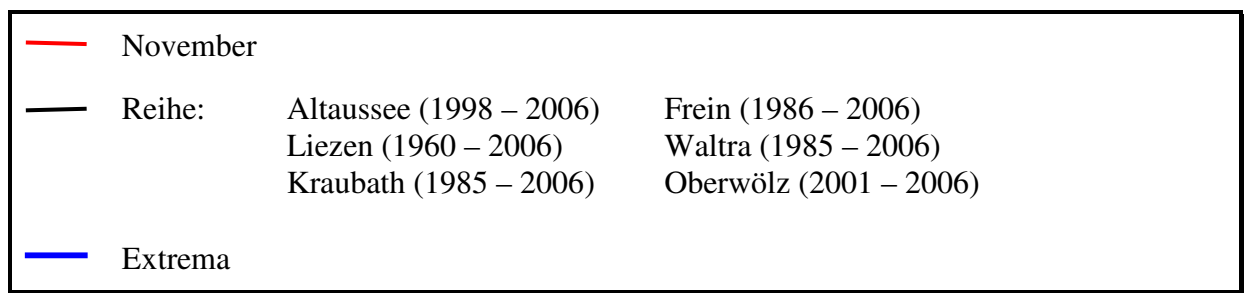 November
Reihe: Altaussee (1998 – 2006) Frein (1986 – 2006)
Liezen (1960 – 2006) Waltra (1985 – 2006)
Kraubath (1985 – 2006) Oberwölz (2001 – 2006)
Extrema